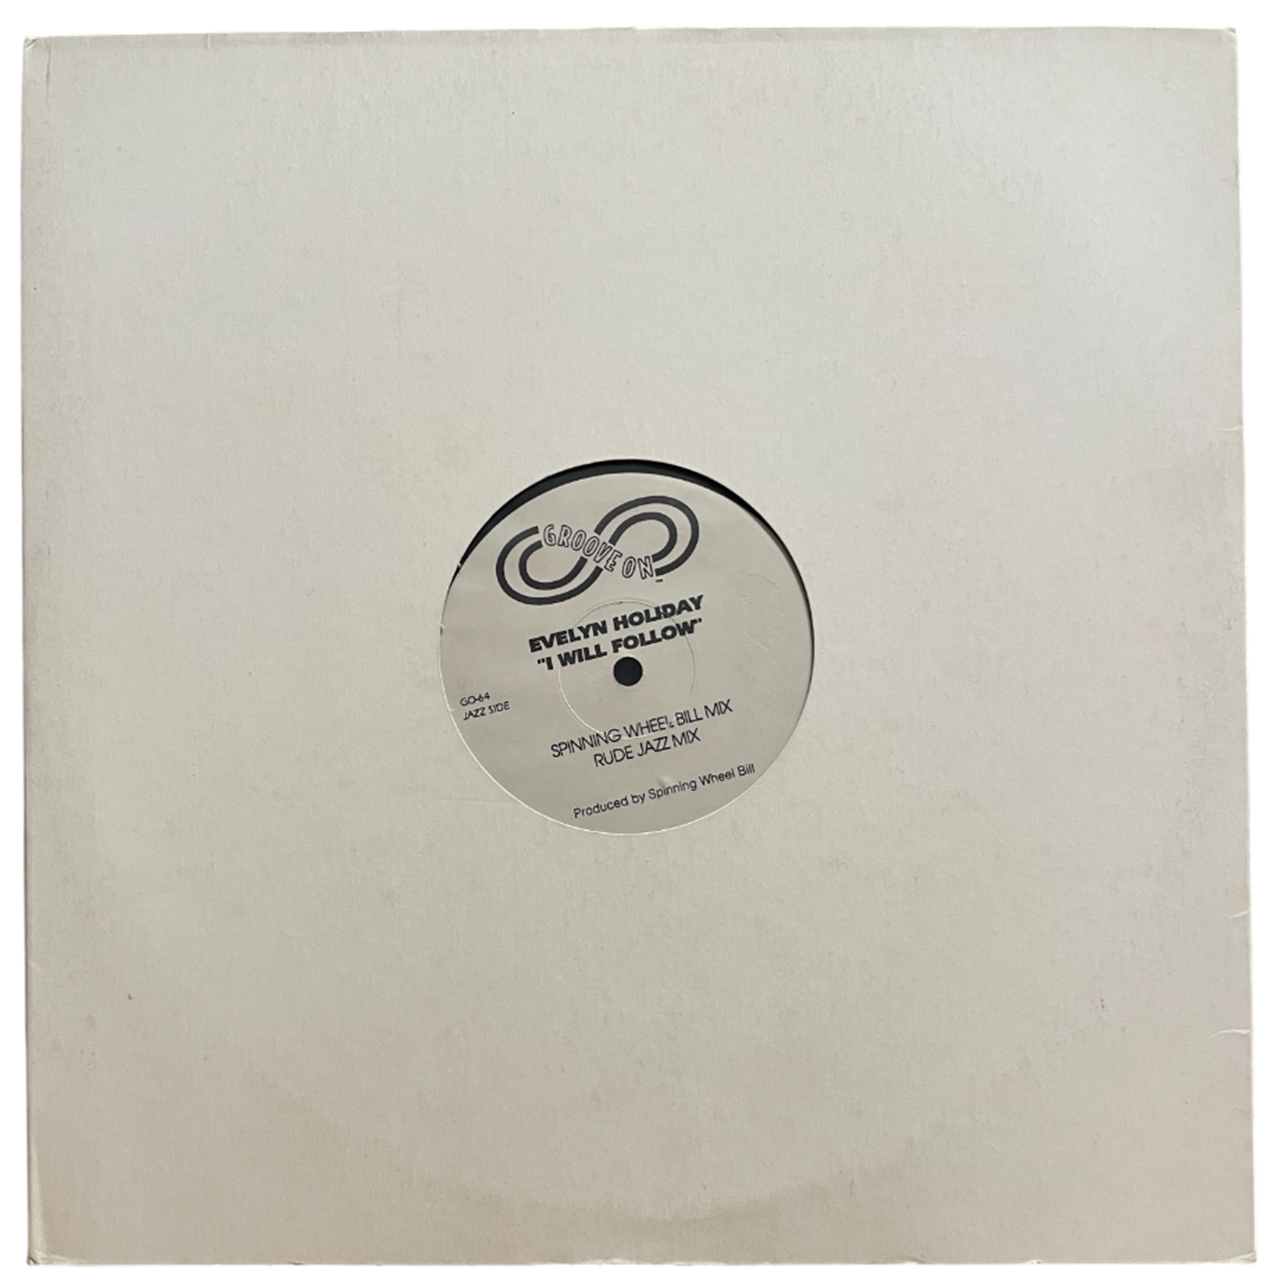 GROOVE ON
™
EVELYN HOLIDAY
"I WILL FOLLOW"
GO-64
JAZZ SIDE
SPINNING WHEEL BILL MIX
RUDE JAZZ MIX
Produced by Spinning Wheel Bill